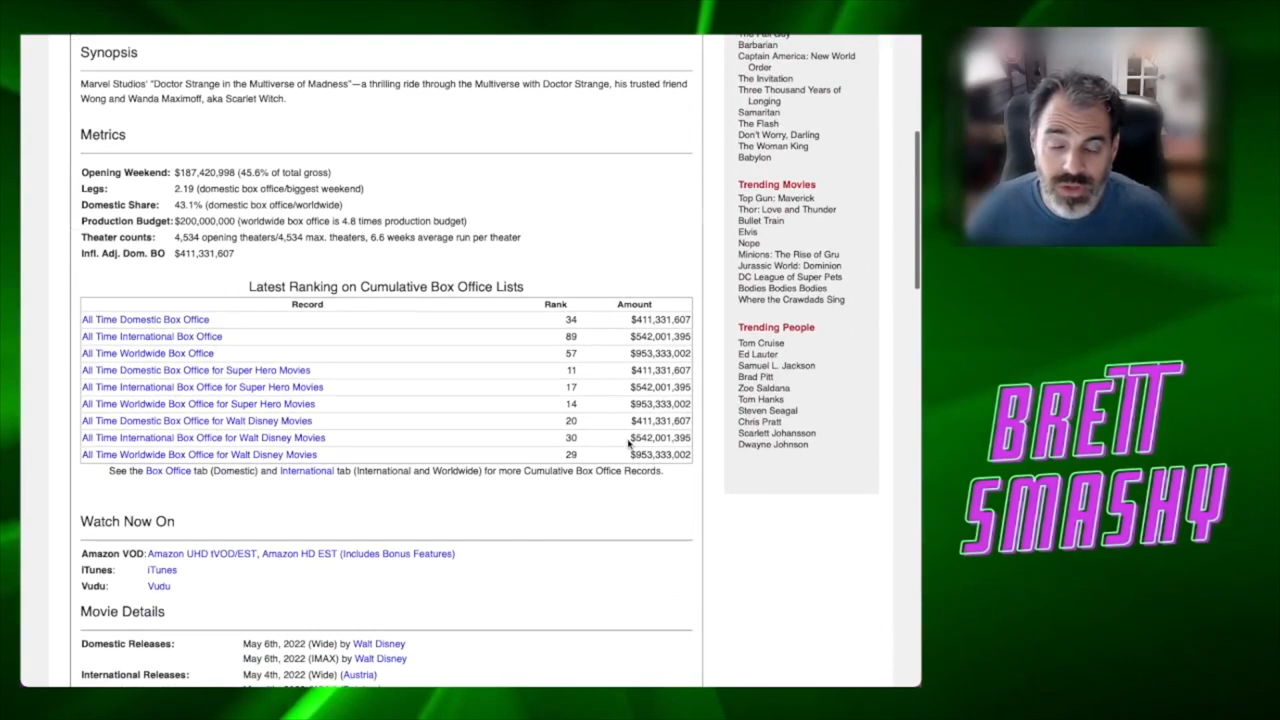 Synopsis
Marvel Studios' "Doctor Strange in the Multiverse of Madness"—a thrilling ride through the Multiverse with Doctor Strange, his trusted friend
Wong and Wanda Maximoff, aka Scarlet Witch.
Metrics
Opening Weekend: $187,420,998 (45.6% of total gross)
Legs: 2.19 (domestic box office/biggest weekend)
Domestic Share: 43.1% (domestic box office/worldwide)
Production Budget: $200,000,000 (worldwide box office is 4.8 times production budget)
Theater counts: 4,534 opening theaters/4,534 max. theaters, 6.6 weeks average run per theater
Infl. Adj. Dom. BO $411,331,607
Latest Ranking on Cumulative Box Office Lists
Record Rank Amount
All Time Domestic Box Office 34 $411,331,607
All Time International Box Office 89 $542,001,395
All Time Worldwide Box Office 57 $953,333,002
All Time Domestic Box Office for Super Hero Movies 11 $411,331,607
All Time International Box Office for Super Hero Movies 17 $542,001,395
All Time Worldwide Box Office for Super Hero Movies 14 $953,333,002
All Time Domestic Box Office for Walt Disney Movies 20 $411,331,607
All Time International Box Office for Walt Disney Movies 30 $542,001,395
All Time Worldwide Box Office for Walt Disney Movies 29 $953,333,002
See the Box Office tab (Domestic) and International tab (International and Worldwide) for more Cumulative Box Office Records.
Watch Now On
Amazon VOD: Amazon UHD tVOD/EST, Amazon HD EST (Includes Bonus Features)
iTunes: iTunes
Vudu: Vudu
Movie Details
Domestic Releases: May 6th, 2022 (Wide) by Walt Disney
May 6th, 2022 (IMAX) by Walt Disney
International Releases: May 4th, 2022 (Wide) (Austria)
Barbarian
Captain America: New World
Order
The Invitation
Three Thousand Years of
Longing
Samaritan
The Flash
Don't Worry, Darling
The Woman King
Babylon
Trending Movies
Top Gun: Maverick
Thor: Love and Thunder
Bullet Train
Elvis
Nope
Minions: The Rise of Gru
Jurassic World: Dominion
DC League of Super Pets
Bodies Bodies Bodies
Where the Crawdads Sing
Trending People
Tom Cruise
Ed Lauter
Samuel L. Jackson
Brad Pitt
Zoe Saldana
Tom Hanks
Steven Seagal
Chris Pratt
Scarlett Johansson
Dwayne Johnson
BRETT
SMASHY